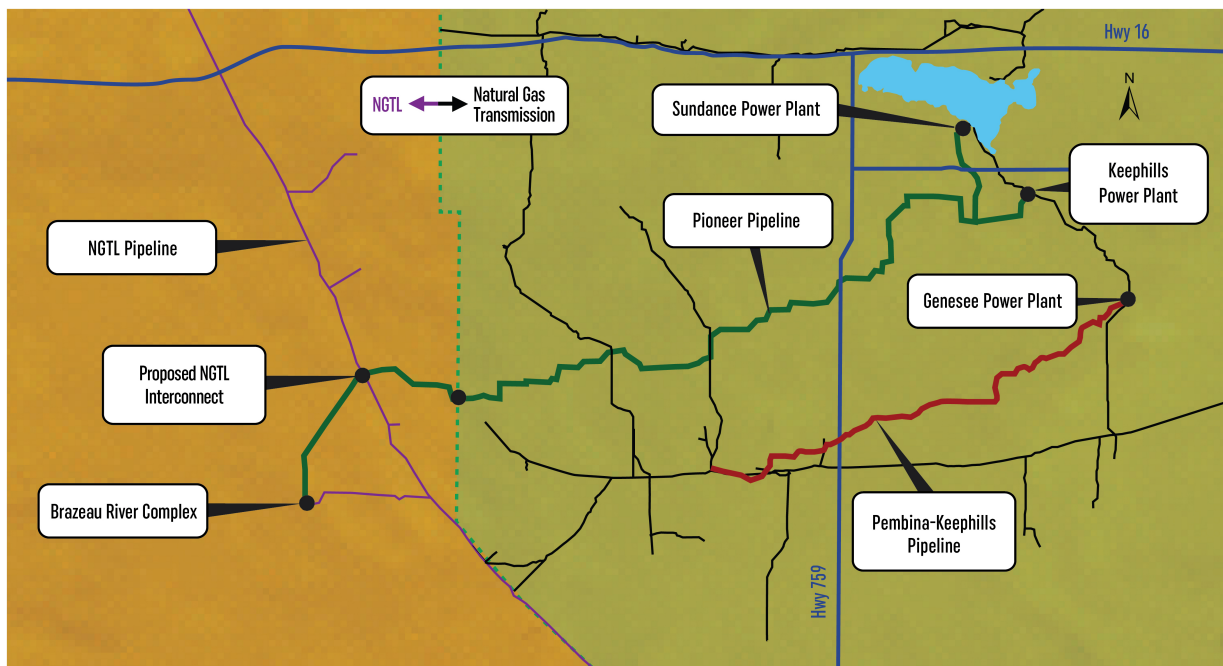 Hwy 16
N
NGTL
Natural Gas
Transmission
Sundance Power Plant
Keephills
Power Plant
Pioneer Pipeline
NGTL Pipeline
Genesee Power Plant
Proposed NGTL
Interconnect
Brazeau River Complex
Pembina-Keephills
Pipeline
Hwy 759